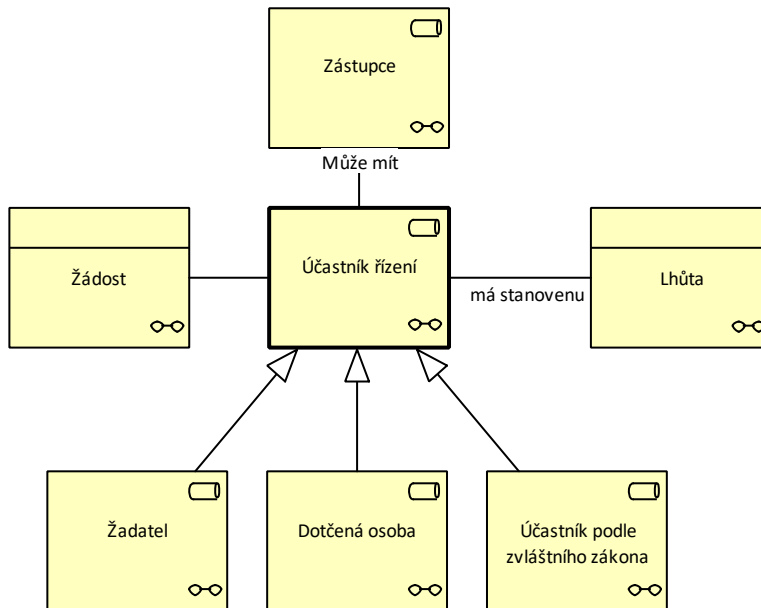 Zástupce
Může mít
Žádost
Účastník řízení
má stanovenu
Lhůta
Žadatel
Dotčená osoba
Účastník podle
zvláštního zákona